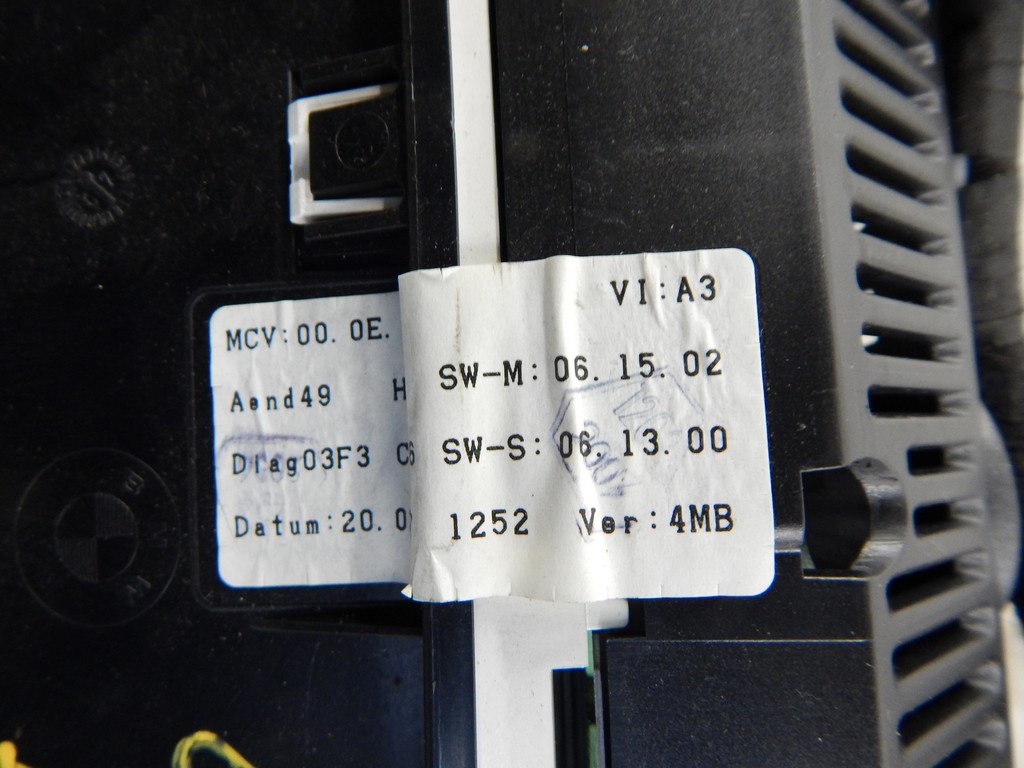 VI:A3
MCV:00. 0E.
SW-M: 06. 15. 02
Aend49 H
SW-S: 06. 13. 00
Diag03F3 C6
Datum:20.0
1252 Ver:4MB